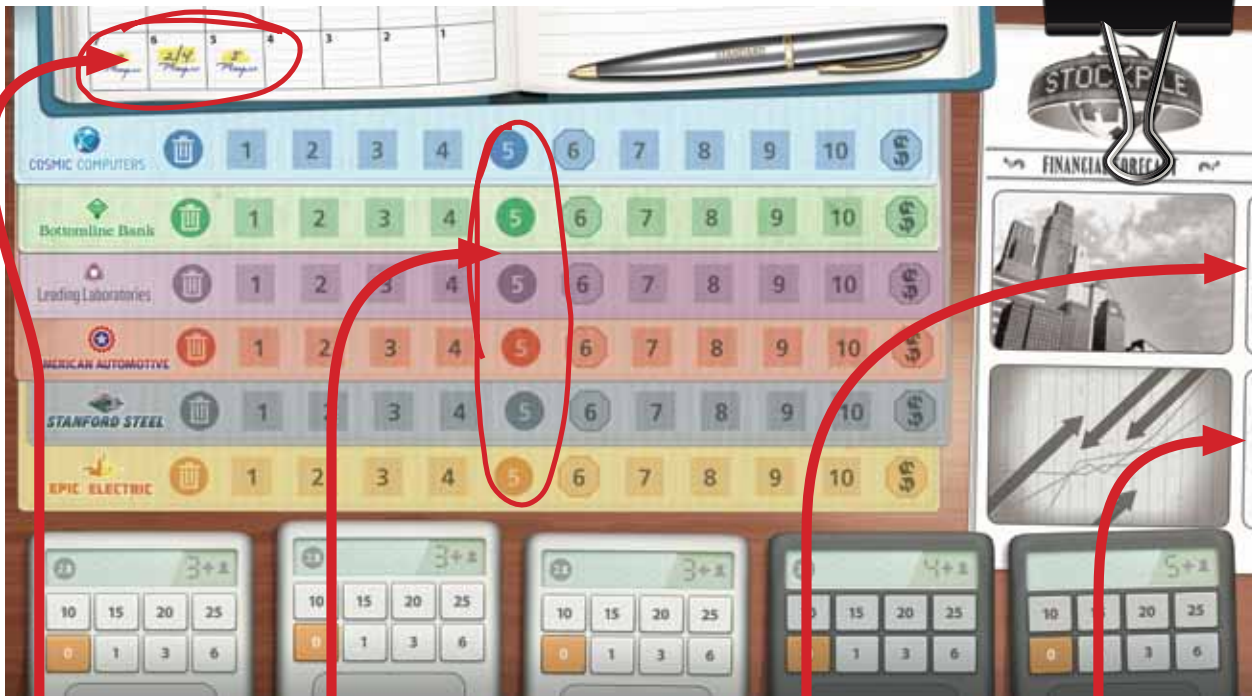 6 5 4 3 2 1
2/4 5
STANDARD
STOCKPILE
FINANCIAL FORECAST
COSMIC COMPUTERS 1 2 3 4 5 6 7 8 9 10
Bottomline Bank 1 2 3 4 5 6 7 8 9 10
Leading Laboratories 1 2 3 4 5 6 7 8 9 10
AMERICAN AUTOMOTIVE 1 2 3 4 5 6 7 8 9 10
STANFORD STEEL 1 2 3 4 5 6 7 8 9 10
EPIC ELECTRIC 1 2 3 4 5 6 7 8 9 10
3+ 3+ 3+ 4+ 5+
10 15 20 25 10 15 20 25 10 15 20 25 15 20 25 10 20 25
0 1 3 6 0 1 3 6 0 1 3 6 1 3 6 0 3 6